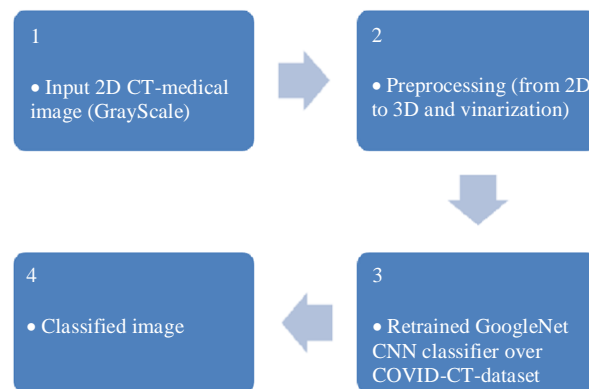 1
• Input 2D CT-medical
image (GrayScale)
2
• Preprocessing (from 2D
to 3D and vinarization)
3
• Retrained GoogleNet
CNN classifier over
COVID-CT-dataset
4
• Classified image